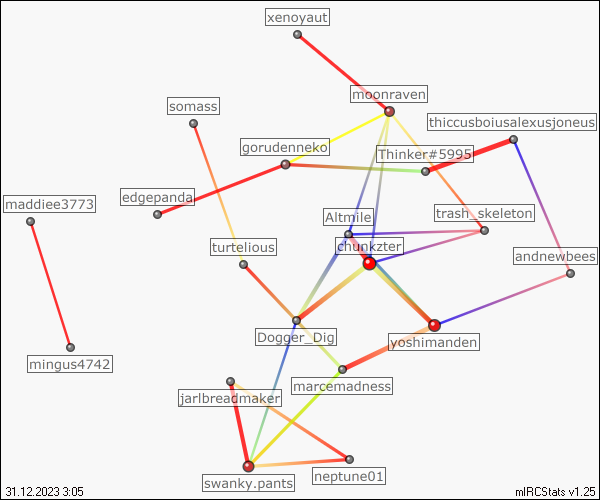 xenoyaut
moonraven
somass
thiccusboiusalexusjoneus
gorudenneko
Thinker#5995
edgepanda
maddiee3773
Altmile
trash_skeleton
chunkzter
turtelious
andnewbees
Dogger_Dig
yoshimanden
mingus4742
marcemadness
jarlbreadmaker
swanky.pants
neptune01
31.12.2023 3:05
mIRCStats v1.25